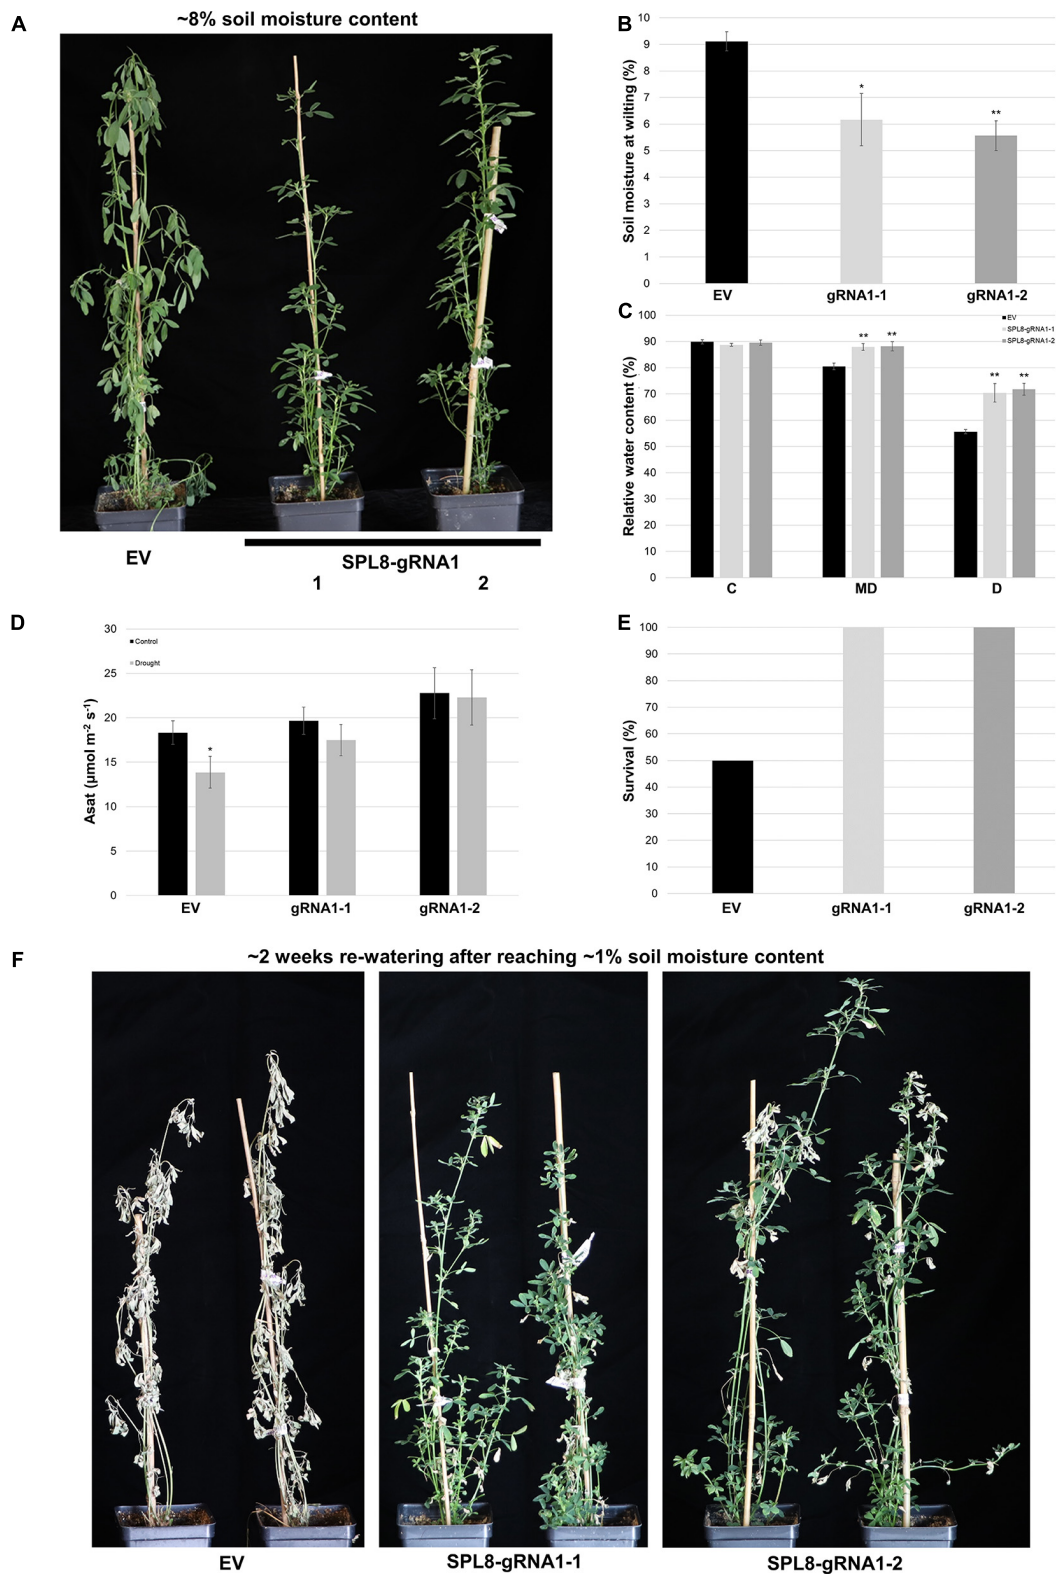 A
~8% soil moisture content
EV
SPL8-gRNA1
1
2
B
Soil moisture at wilting (%)
10
9
8
7
6
5
4
3
2
1
0
*
**
EV
gRNA1-1
gRNA1-2
C
Relative water content (%)
100
90
80
70
60
50
40
30
20
10
0
EV
SPL8-gRNA1-1
SPL8-gRNA1-2
**
**
**
**
C
MD
D
D
Asat (µmol m-2 s-1)
30
25
20
15
10
5
0
Control
Drought
*
EV
gRNA1-1
gRNA1-2
E
Survival (%)
100
90
80
70
60
50
40
30
20
10
0
EV
gRNA1-1
gRNA1-2
F
~2 weeks re-watering after reaching ~1% soil moisture content
EV
SPL8-gRNA1-1
SPL8-gRNA1-2